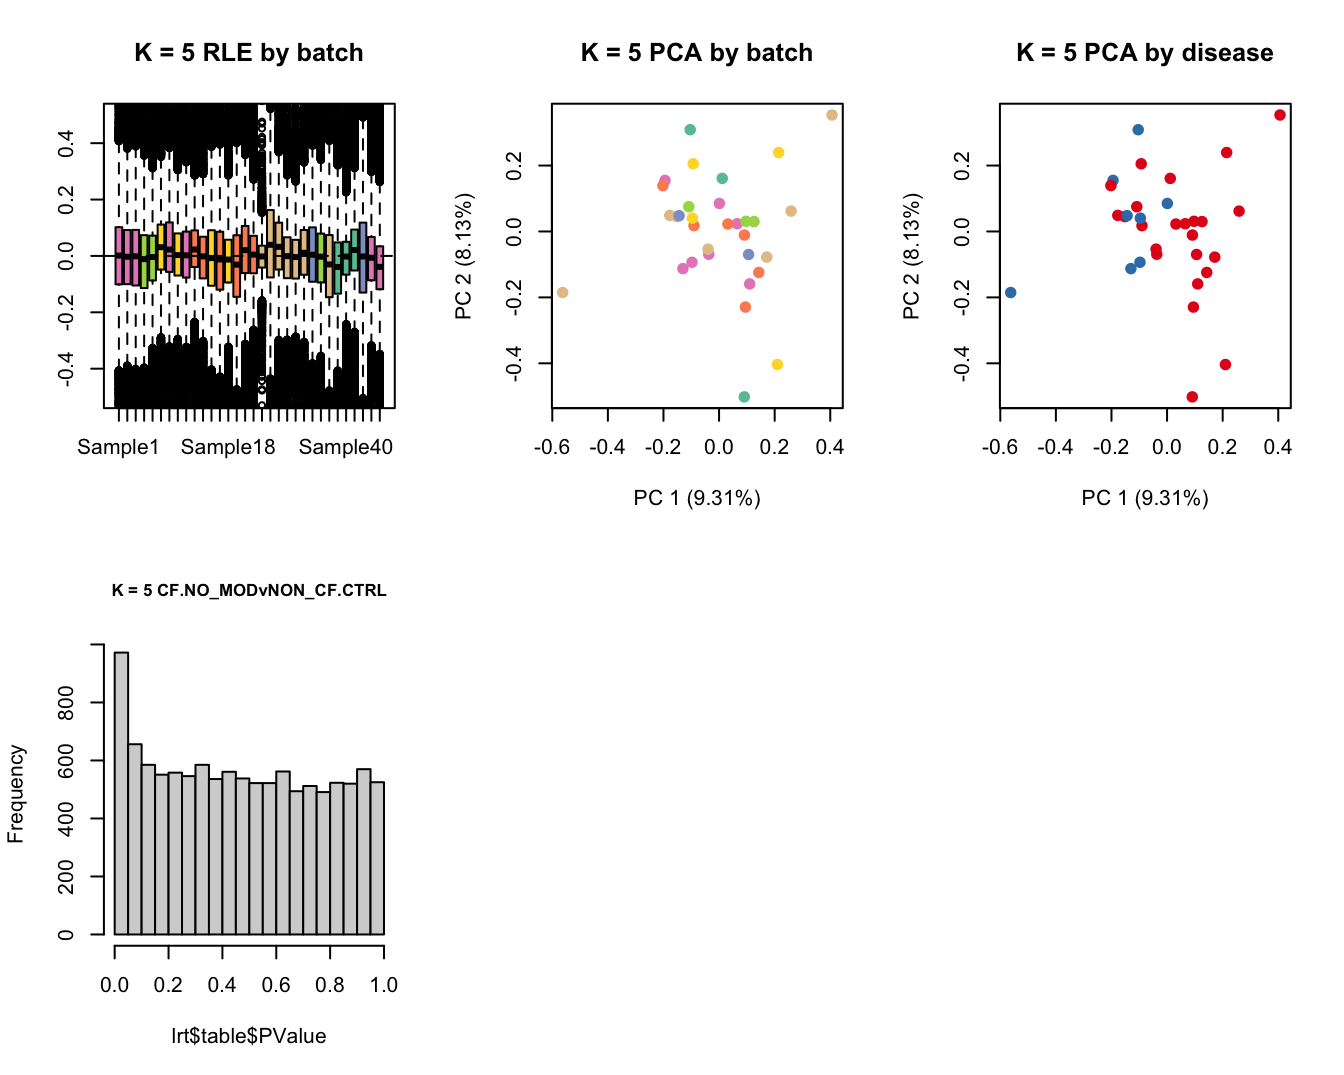 K = 5 RLE by batch
0.4
0.2
0.0
-0.2
-0.4
Sample1 Sample18 Sample40
K = 5 PCA by batch
PC 2 (8.13%)
0.2
0.0
-0.2
-0.4
-0.6 -0.4 -0.2 0.0 0.2 0.4
PC 1 (9.31%)
K = 5 PCA by disease
PC 2 (8.13%)
0.2
0.0
-0.2
-0.4
-0.6 -0.4 -0.2 0.0 0.2 0.4
PC 1 (9.31%)
K = 5 CF.NO_MODvNON_CF.CTRL
Frequency
800
600
400
200
0
0.0 0.2 0.4 0.6 0.8 1.0
lrt$table$PValue